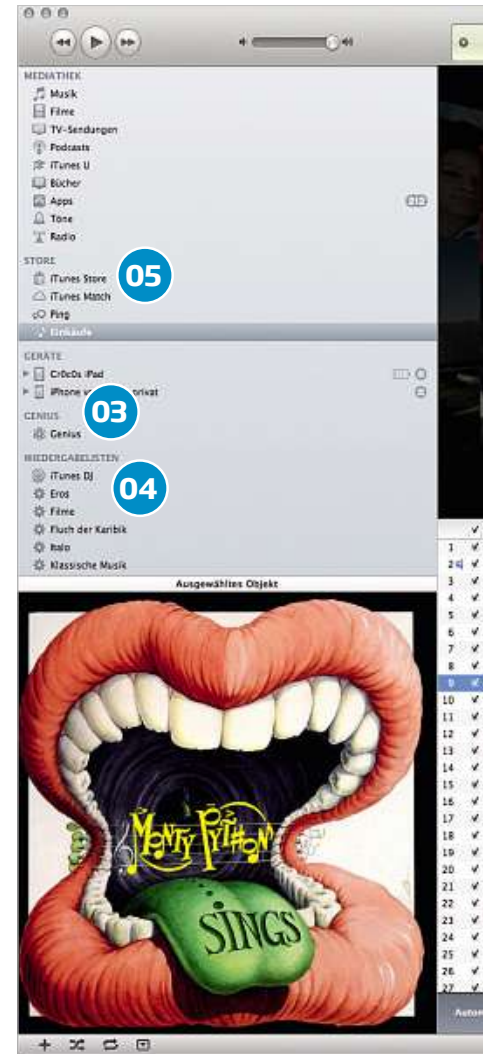 MEDIATHEK
Musik
Filme
TV-Sendungen
Podcasts
iTunes U
Bücher
Apps
Töne
Radio
STORE
iTunes Store
05
iTunes Match
Ping
Einkäufe
GERÄTE
Cr0c0s iPad
iPhone privat
03
GENIUS
Genius
WIEDERGABELISTEN
iTunes DJ
04
Eros
Filme
Fluch der Karibik
Italo
Klassische Musik
Ausgewähltes Objekt
MONTY PYTHON
SINGS
1
2
3
4
5
6
7
8
9
10
11
12
13
14
15
16
17
18
19
20
21
22
23
24
25
26
27